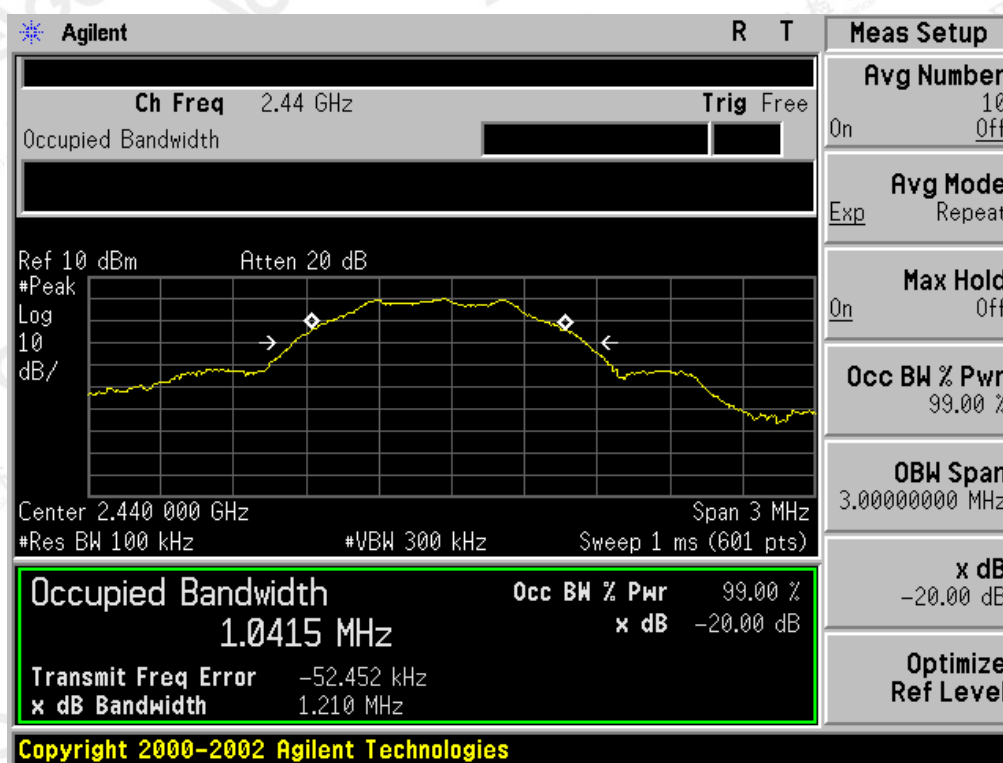 Agilent R T
Ch Freq 2.44 GHz Trig Free
Occupied Bandwidth
Ref 10 dBm Atten 20 dB
#Peak
Log
10
dB/
Center 2.440 000 GHz Span 3 MHz
#Res BW 100 kHz #VBW 300 kHz Sweep 1 ms (601 pts)
Occupied Bandwidth Occ BW % Pwr 99.00 %
1.0415 MHz x dB -20.00 dB
Transmit Freq Error -52.452 kHz
x dB Bandwidth 1.210 MHz
Copyright 2000-2002 Agilent Technologies
Meas Setup
Avg Number
10
On Off
Avg Mode
Exp Repeat
Max Hold
On Off
Occ BW % Pwr
99.00 %
OBW Span
3.00000000 MHz
x dB
-20.00 dB
Optimize
Ref Level